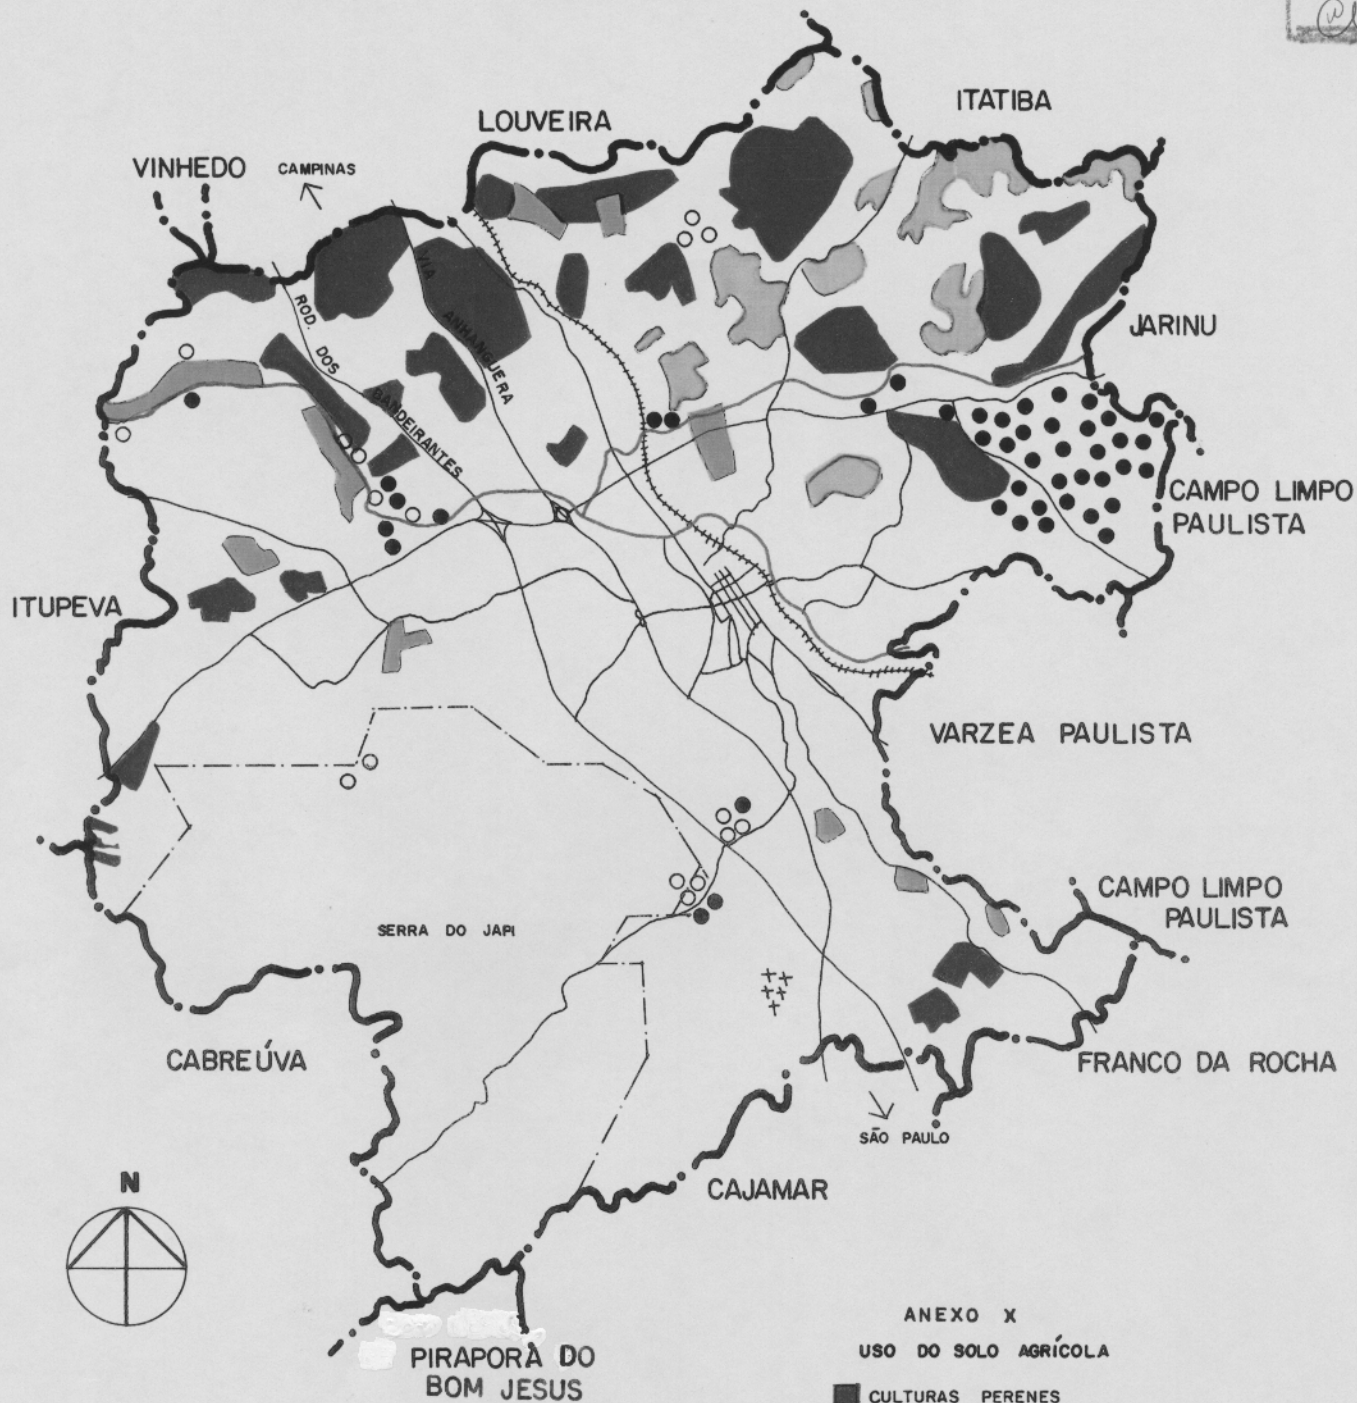 ITATIBA
LOUVEIRA
VINHEDO
CAMPINAS
VIA
ANHANGUERA
ROD. DOS BANDEIRANTES
JARINU
CAMPO LIMPO
PAULISTA
ITUPEVA
VARZEA PAULISTA
CAMPO LIMPO
PAULISTA
SERRA DO JAPI
CABREÚVA
FRANCO DA ROCHA
SÃO PAULO
CAJAMAR
N
PIRAPORA DO
BOM JESUS
ANEXO X
USO DO SOLO AGRÍCOLA
CULTURAS PERENES